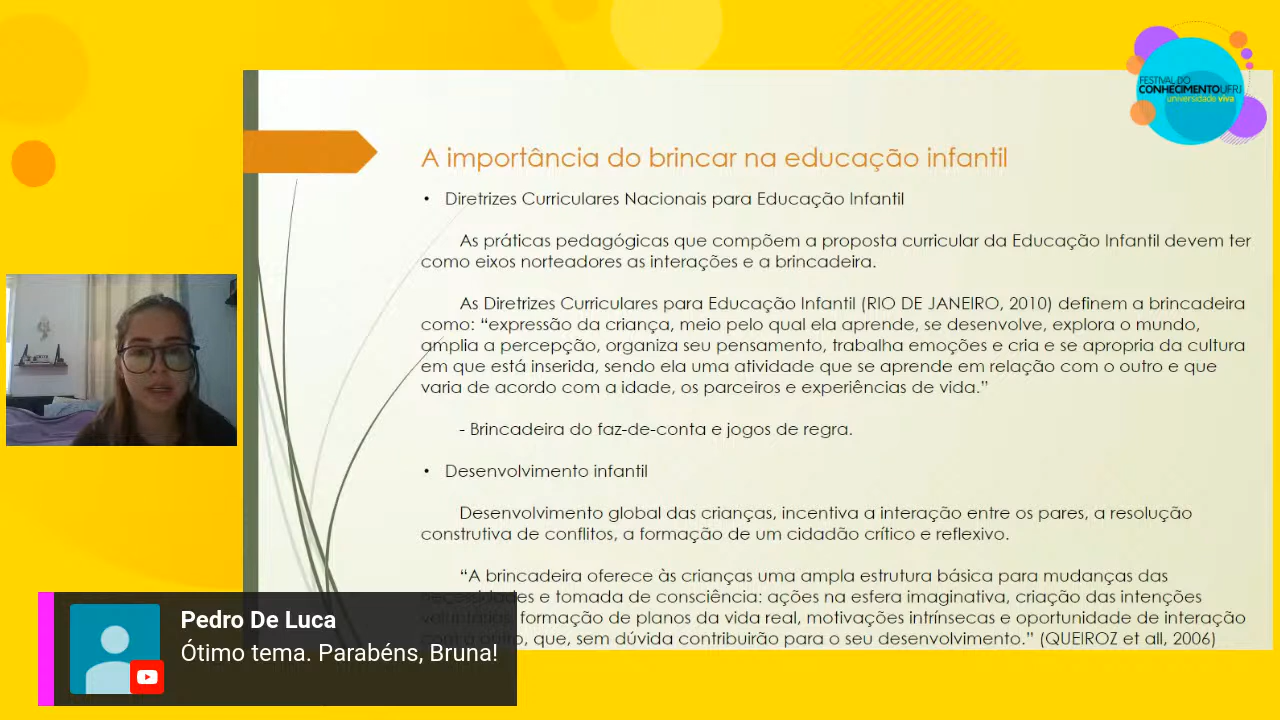 FESTIVAL DO
CONHECIMENTO UFRJ
universidade viva
A importância do brincar na educação infantil
• Diretrizes Curriculares Nacionais para Educação Infantil
As práticas pedagógicas que compõem a proposta curricular da Educação Infantil devem ter
como eixos norteadores as interações e a brincadeira.
As Diretrizes Curriculares para Educação Infantil (RIO DE JANEIRO, 2010) definem a brincadeira
como: “expressão da criança, meio pelo qual ela aprende, se desenvolve, explora o mundo,
amplia a percepção, organiza seu pensamento, trabalha emoções e cria e se apropria da cultura
em que está inserida, sendo ela uma atividade que se aprende em relação com o outro e que
varia de acordo com a idade, os parceiros e experiências de vida.”
- Brincadeira do faz-de-conta e jogos de regra.
• Desenvolvimento infantil
Desenvolvimento global das crianças, incentiva a interação entre os pares, a resolução
construtiva de conflitos, a formação de um cidadão crítico e reflexivo.
“A brincadeira oferece às crianças uma ampla estrutura básica para mudanças das
necessidades e tomada de consciência: ações na esfera imaginativa, criação das intenções
voluntárias, formação de planos da vida real, motivações intrínsecas e oportunidade de interação
com o outro, que, sem dúvida contribuirão para o seu desenvolvimento.” (QUEIROZ et all, 2006)
Pedro De Luca
Ótimo tema. Parabéns, Bruna!